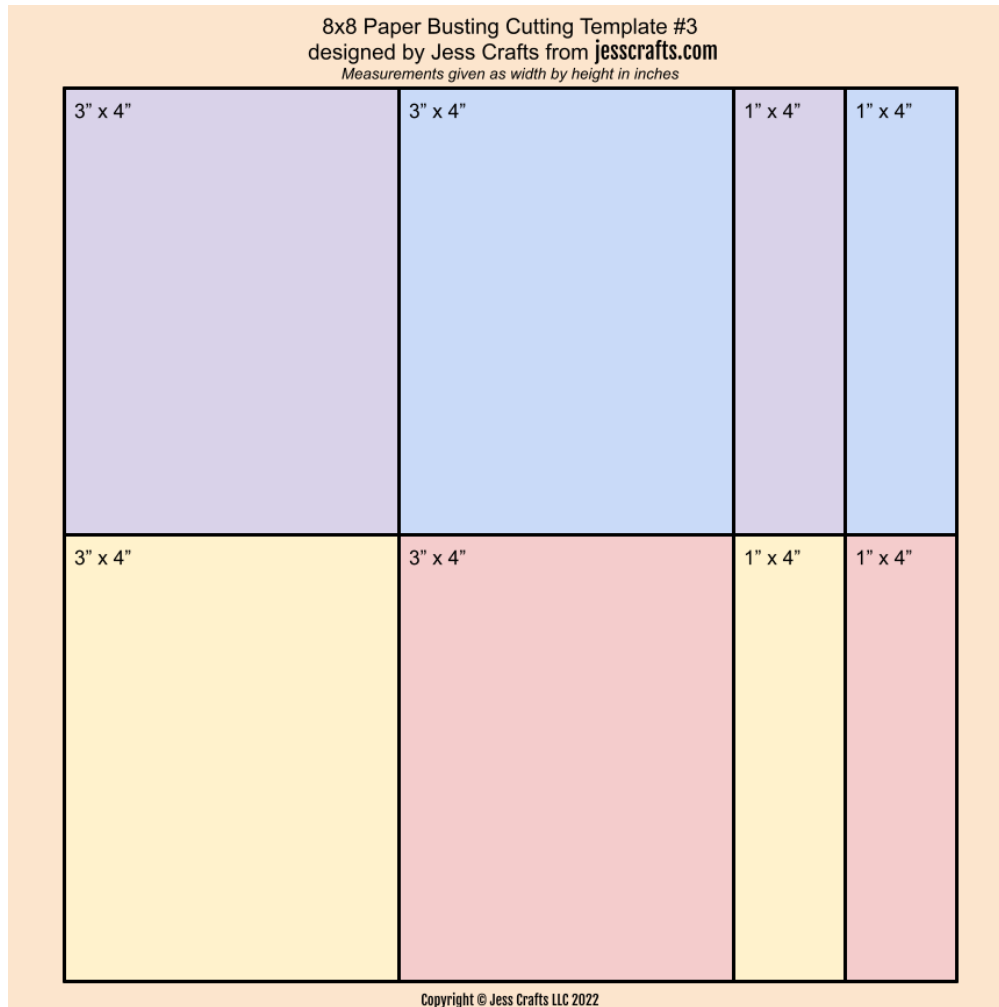 8x8 Paper Busting Cutting Template #3
designed by Jess Crafts from jesscrafts.com
Measurements given as width by height in inches
3” x 4”
3” x 4”
1” x 4”
1” x 4”
3” x 4”
3” x 4”
1” x 4”
1” x 4”
Copyright © Jess Crafts LLC 2022